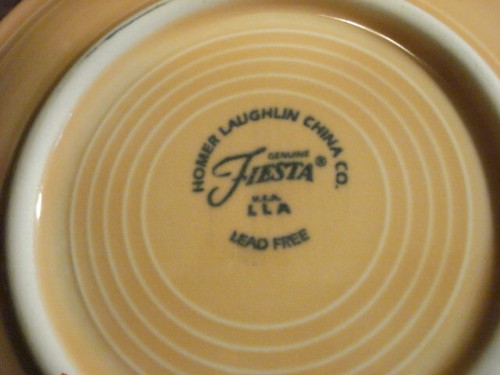 HOMER LAUGHLIN CHINA CO.
GENUINE
FIESTA®
U.S.A.
LLA
LEAD FREE